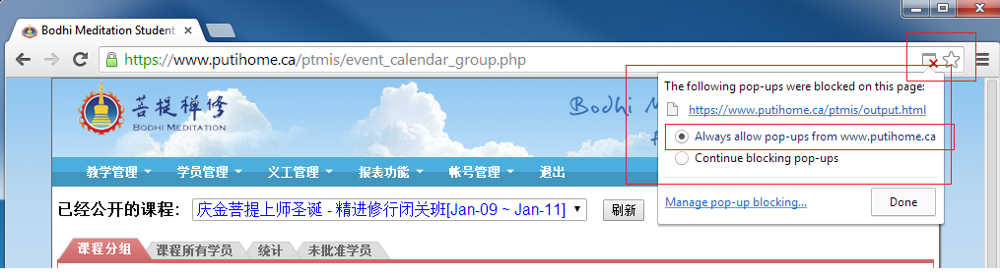 Bodhi Meditation Student
https://www.putihome.ca/ptmis/event_calendar_group.php
The following pop-ups were blocked on this page:
https://www.putihome.ca/ptmis/output.html
Always allow pop-ups from www.putihome.ca
Continue blocking pop-ups
Manage pop-up blocking...
Done
菩提禅修
BODHI MEDITATION
Bodhi M
教学管理 学员管理 义工管理 报表功能 帐号管理 退出
已经公开的课程： 庆金菩提上师圣诞 - 精进修行闭关班[Jan-09 ~ Jan-11] 刷新
课程分组 课程所有学员 统计 未批准学员